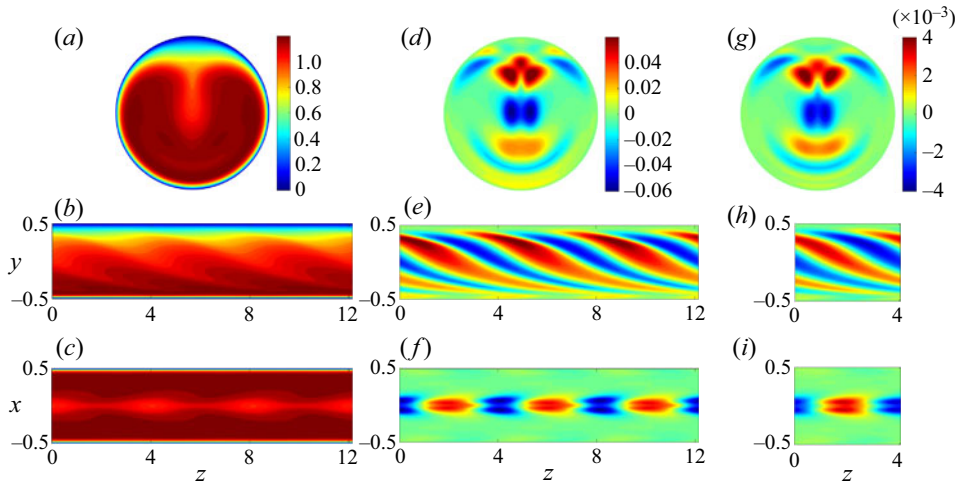 (×10⁻³)
(a) (d) (g)
1.0 0.04 4
0.8 0.02 2
0.6 0 0
0.4 –0.02
0.2 –0.04 –2
0 –0.06 –4
(b) (e) (h)
0.5 0.5 0.5
y
–0.5 –0.5 –0.5
0 4 8 12 0 4 8 12 0 4
(c) (f) (i)
0.5 0.5 0.5
x
–0.5 –0.5 –0.5
0 4 8 12 0 4 8 12 0 4
z z z